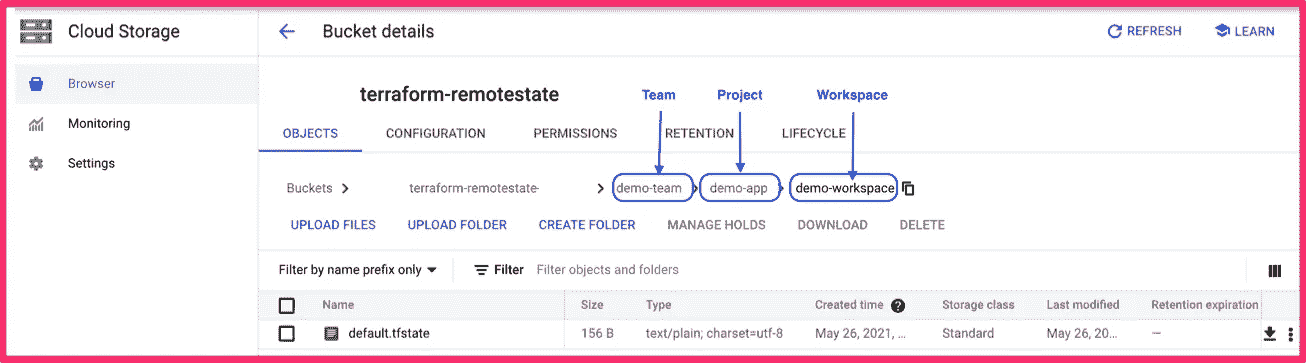 Cloud Storage
Bucket details
REFRESH
LEARN
Browser
Monitoring
Settings
terraform-remotestate
Team
Project
Workspace
OBJECTS CONFIGURATION PERMISSIONS RETENTION LIFECYCLE
Buckets terraform-remotestate- demo-team demo-app demo-workspace
UPLOAD FILES UPLOAD FOLDER CREATE FOLDER MANAGE HOLDS DOWNLOAD DELETE
Filter by name prefix only Filter Filter objects and folders
Name Size Type Created time Storage class Last modified Retention expiration
default.tfstate 156 B text/plain; charset=utf-8 May 26, 2021, ... Standard May 26, 20... —